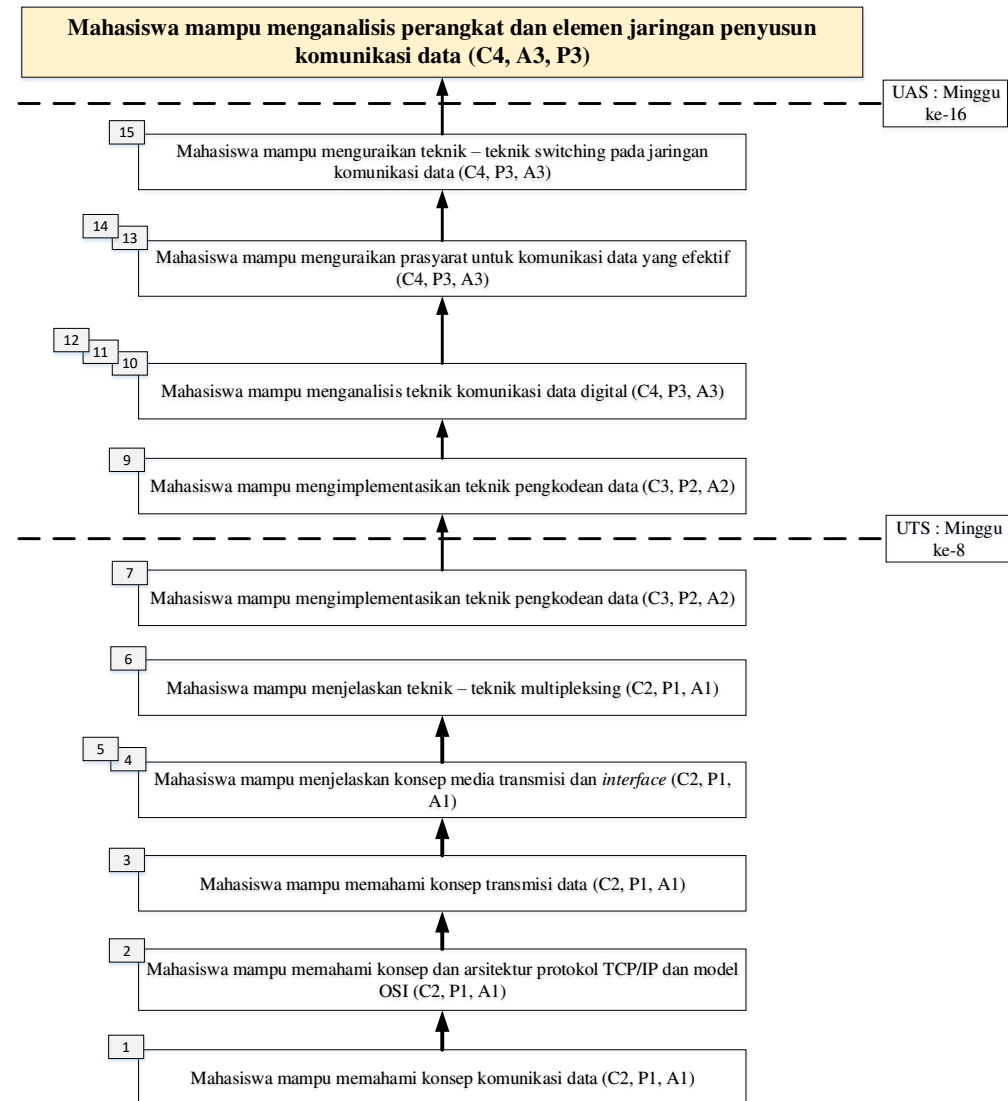 Mahasiswa mampu menganalisis perangkat dan elemen jaringan penyusun
komunikasi data (C4, A3, P3)
UAS : Minggu
ke-16
15
Mahasiswa mampu menguraikan teknik – teknik switching pada jaringan
komunikasi data (C4, P3, A3)
14
13
Mahasiswa mampu menguraikan prasyarat untuk komunikasi data yang efektif
(C4, P3, A3)
12
11
10
Mahasiswa mampu menganalisis teknik komunikasi data digital (C4, P3, A3)
9
Mahasiswa mampu mengimplementasikan teknik pengkodean data (C3, P2, A2)
UTS : Minggu
ke-8
7
Mahasiswa mampu mengimplementasikan teknik pengkodean data (C3, P2, A2)
6
Mahasiswa mampu menjelaskan teknik – teknik multipleksing (C2, P1, A1)
5
4
Mahasiswa mampu menjelaskan konsep media transmisi dan interface (C2, P1,
A1)
3
Mahasiswa mampu memahami konsep transmisi data (C2, P1, A1)
2
Mahasiswa mampu memahami konsep dan arsitektur protokol TCP/IP dan model
OSI (C2, P1, A1)
1
Mahasiswa mampu memahami konsep komunikasi data (C2, P1, A1)